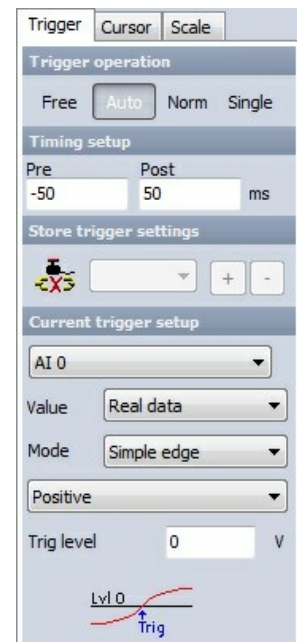 Trigger Cursor Scale
Trigger operation
Free Auto Norm Single
Timing setup
Pre Post
-50 50 ms
Store trigger settings
+ -
Current trigger setup
AI 0
Value Real data
Mode Simple edge
Positive
Trig level 0 V
Lvl 0
Trig